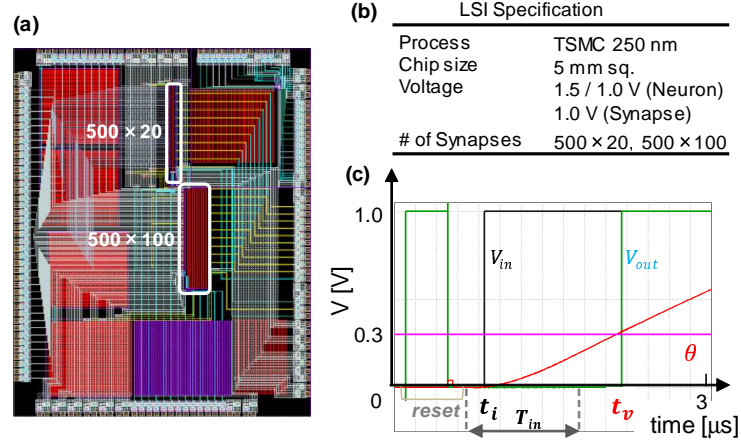 (a)
500 × 20
500 × 100
(b)
LSI Specification
Process TSMC 250 nm
Chip size 5 mm sq.
Voltage 1.5 / 1.0 V (Neuron)
1.0 V (Synapse)
# of Synapses 500 × 20, 500 × 100
(c)
V [V]
1.0
0.3
0
V_in
V_out
θ
reset
t_i
T_in
t_v
3
time [µs]